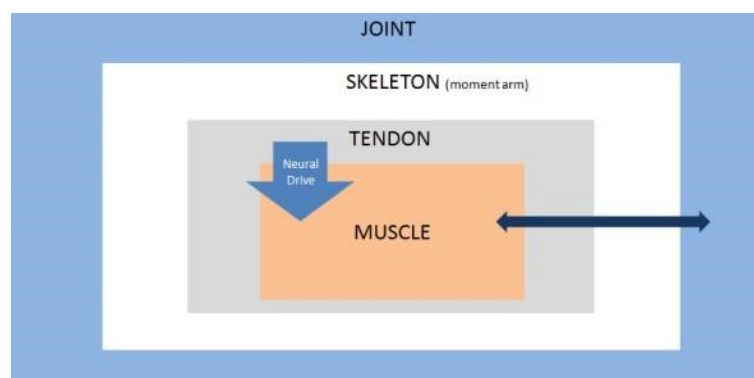 JOINT
SKELETON (moment arm)
TENDON
Neural
Drive
MUSCLE